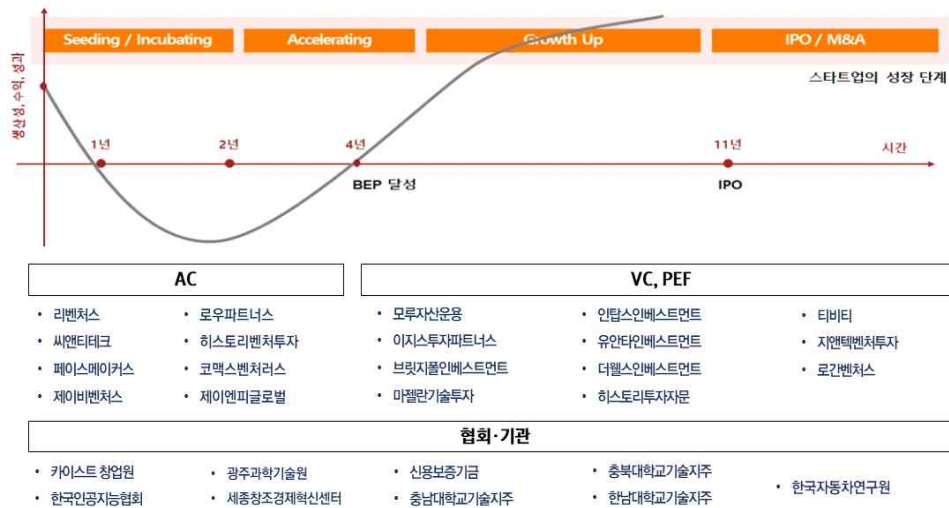 Seeding / Incubating
Accelerating
Growth Up
IPO / M&A
스타트업의 성장 단계
생산성, 수익, 성과
1년
2년
4년
11년
시간
BEP 달성
IPO
AC
VC, PEF
• 리벤처스
• 로우파트너스
• 모루자산운용
• 인탑스인베스트먼트
• 티비티
• 씨앤티테크
• 히스토리벤처투자
• 이지스투자파트너스
• 유안타인베스트먼트
• 지앤텍벤처투자
• 페이스메이커스
• 코맥스벤처러스
• 브릿지폴인베스트먼트
• 더웰스인베스트먼트
• 로간벤처스
• 제이비벤처스
• 제이엔피글로벌
• 마젤란기술투자
• 히스토리투자자문
협회·기관
• 카이스트 창업원
• 광주과학기술원
• 신용보증기금
• 충북대학교기술지주
• 한국자동차연구원
• 한국인공지능협회
• 세종창조경제혁신센터
• 충남대학교기술지주
• 한남대학교기술지주